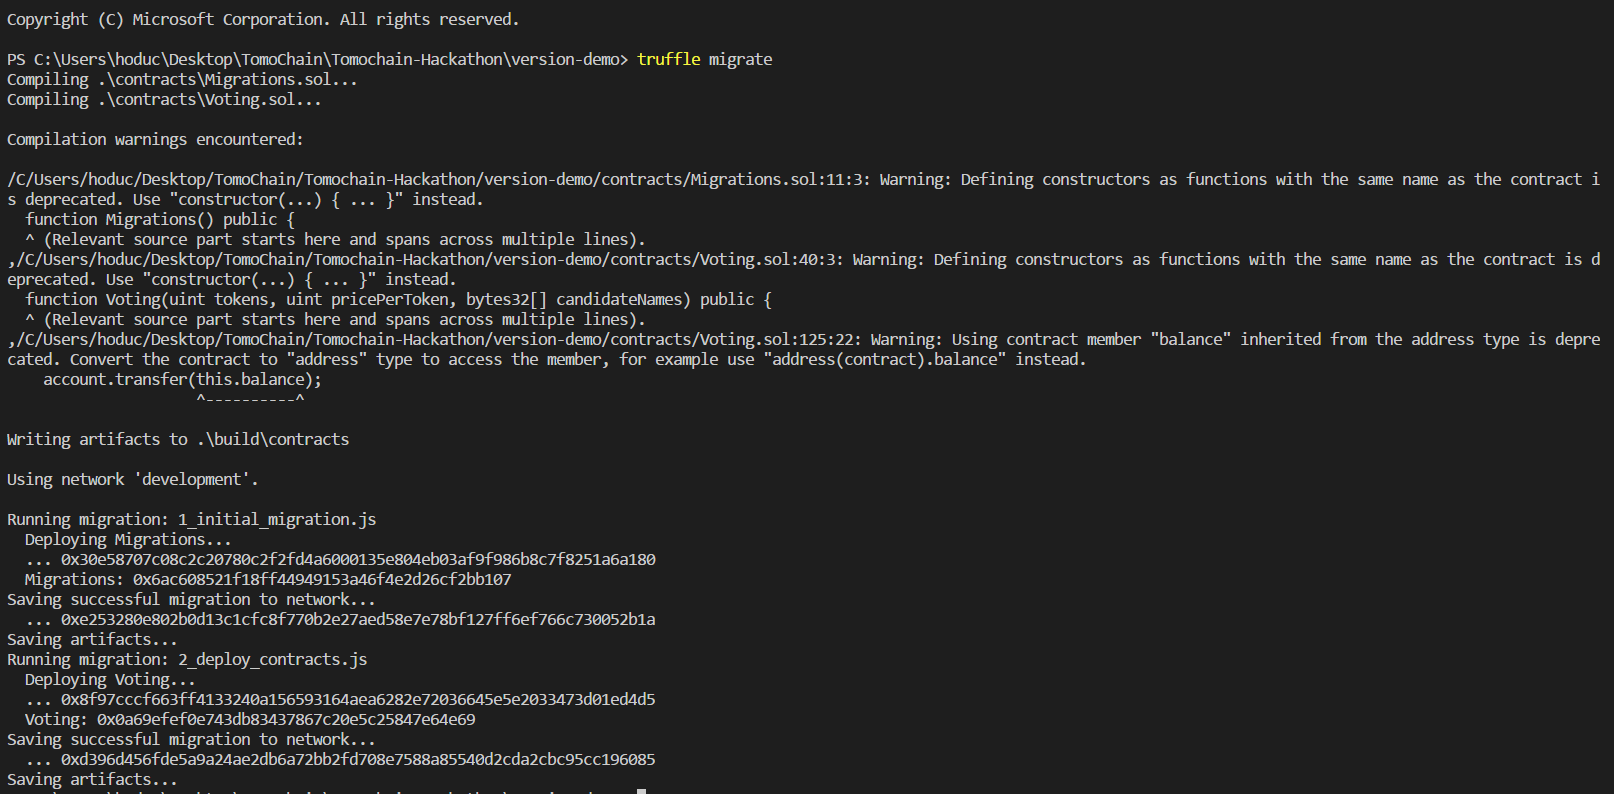 Copyright (C) Microsoft Corporation. All rights reserved.
PS C:\Users\hoduc\Desktop\TomoChain\Tomochain-Hackathon\version-demo> truffle migrate
Compiling .\contracts\Migrations.sol...
Compiling .\contracts\Voting.sol...
Compilation warnings encountered:
/C/Users/hoduc/Desktop/TomoChain/Tomochain-Hackathon/version-demo/contracts/Migrations.sol:11:3: Warning: Defining constructors as functions with the same name as the contract i
s deprecated. Use "constructor(...) { ... }" instead.
  function Migrations() public {
  ^ (Relevant source part starts here and spans across multiple lines).
,/C/Users/hoduc/Desktop/TomoChain/Tomochain-Hackathon/version-demo/contracts/Voting.sol:40:3: Warning: Defining constructors as functions with the same name as the contract is d
eprecated. Use "constructor(...) { ... }" instead.
  function Voting(uint tokens, uint pricePerToken, bytes32[] candidateNames) public {
  ^ (Relevant source part starts here and spans across multiple lines).
,/C/Users/hoduc/Desktop/TomoChain/Tomochain-Hackathon/version-demo/contracts/Voting.sol:125:22: Warning: Using contract member "balance" inherited from the address type is depre
cated. Convert the contract to "address" type to access the member, for example use "address(contract).balance" instead.
    account.transfer(this.balance);
                     ^----------^
Writing artifacts to .\build\contracts
Using network 'development'.
Running migration: 1_initial_migration.js
  Deploying Migrations...
  ... 0x30e58707c08c2c20780c2f2fd4a6000135e804eb03af9f986b8c7f8251a6a180
  Migrations: 0x6ac608521f18ff44949153a46f4e2d26cf2bb107
Saving successful migration to network...
  ... 0xe253280e802b0d13c1cfc8f770b2e27aed58e7e78bf127ff6ef766c730052b1a
Saving artifacts...
Running migration: 2_deploy_contracts.js
  Deploying Voting...
  ... 0x8f97cccf663ff4133240a156593164aea6282e72036645e5e2033473d01ed4d5
  Voting: 0x0a69efef0e743db83437867c20e5c25847e64e69
Saving successful migration to network...
  ... 0xd396d456fde5a9a24ae2db6a72bb2fd708e7588a85540d2cda2cbc95cc196085
Saving artifacts...